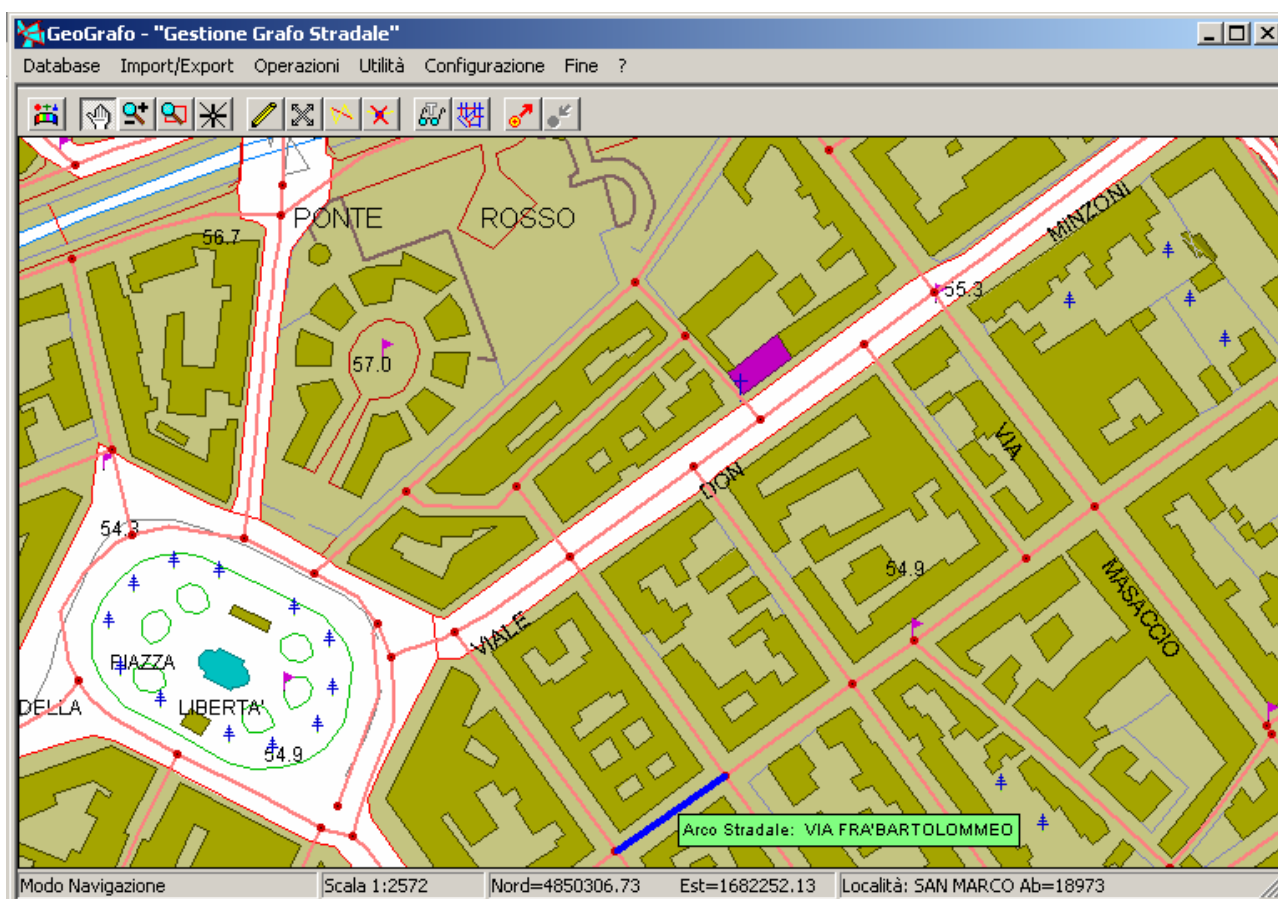 GeoGrafo - "Gestione Grafo Stradale"
Database Import/Export Operazioni Utilità Configurazione Fine ?
PONTE ROSSO
56.7
MINZONI
55.3
57.0
DON
VIA
54.3
54.9
MASACCIO
VIALE
PIAZZA
DELLA LIBERTA'
54.9
Arco Stradale: VIA FRA'BARTOLOMMEO
Modo Navigazione Scala 1:2572 Nord=4850306.73 Est=1682252.13 Località: SAN MARCO Ab=18973